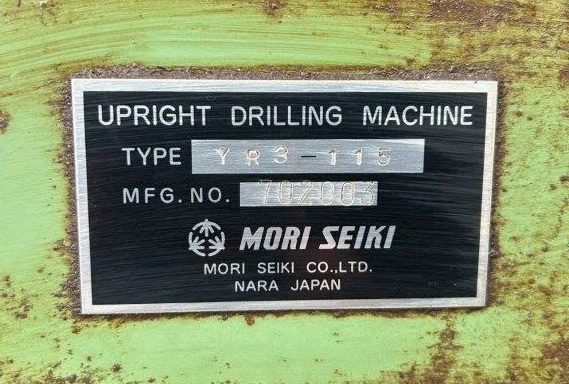 UPRIGHT DRILLING MACHINE
TYPE YR3-115
MFG. NO. 702003
MORI SEIKI
MORI SEIKI CO.,LTD.
NARA JAPAN